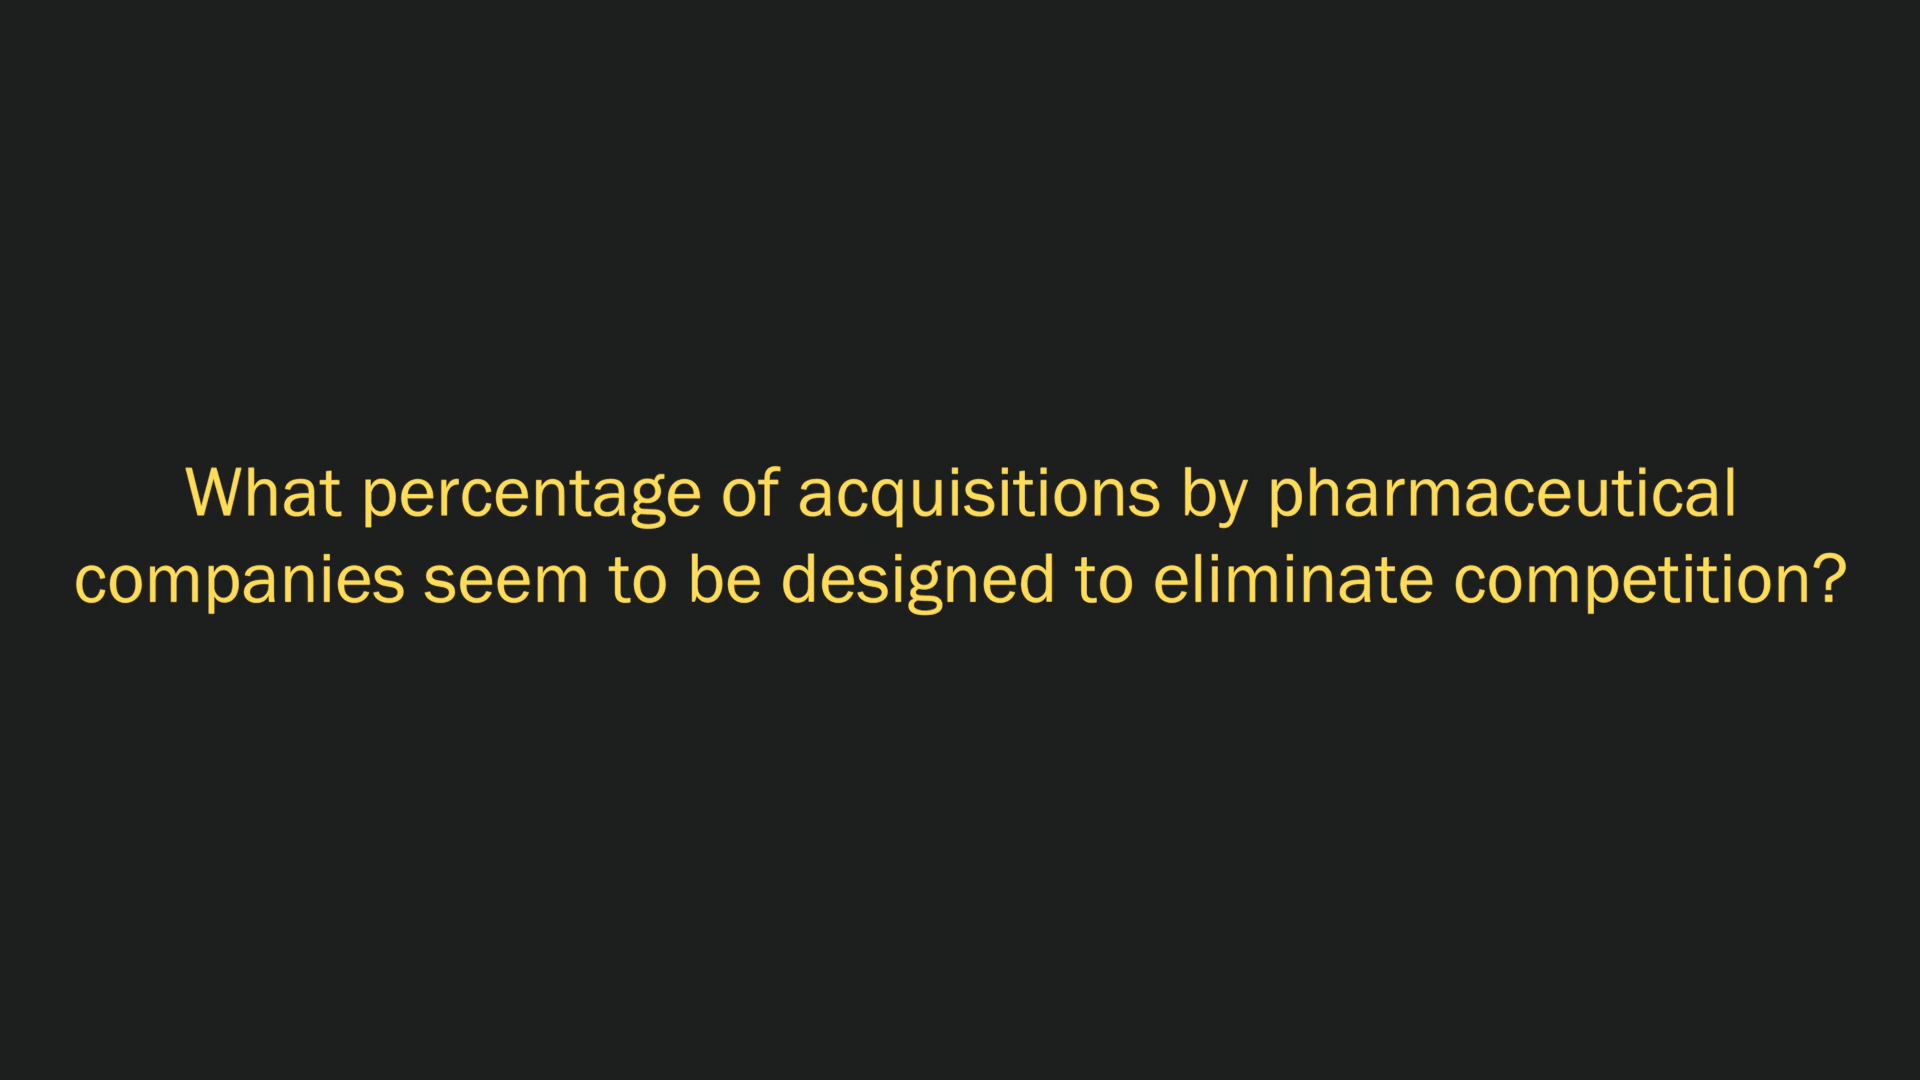 What percentage of acquisitions by pharmaceutical
companies seem to be designed to eliminate competition?